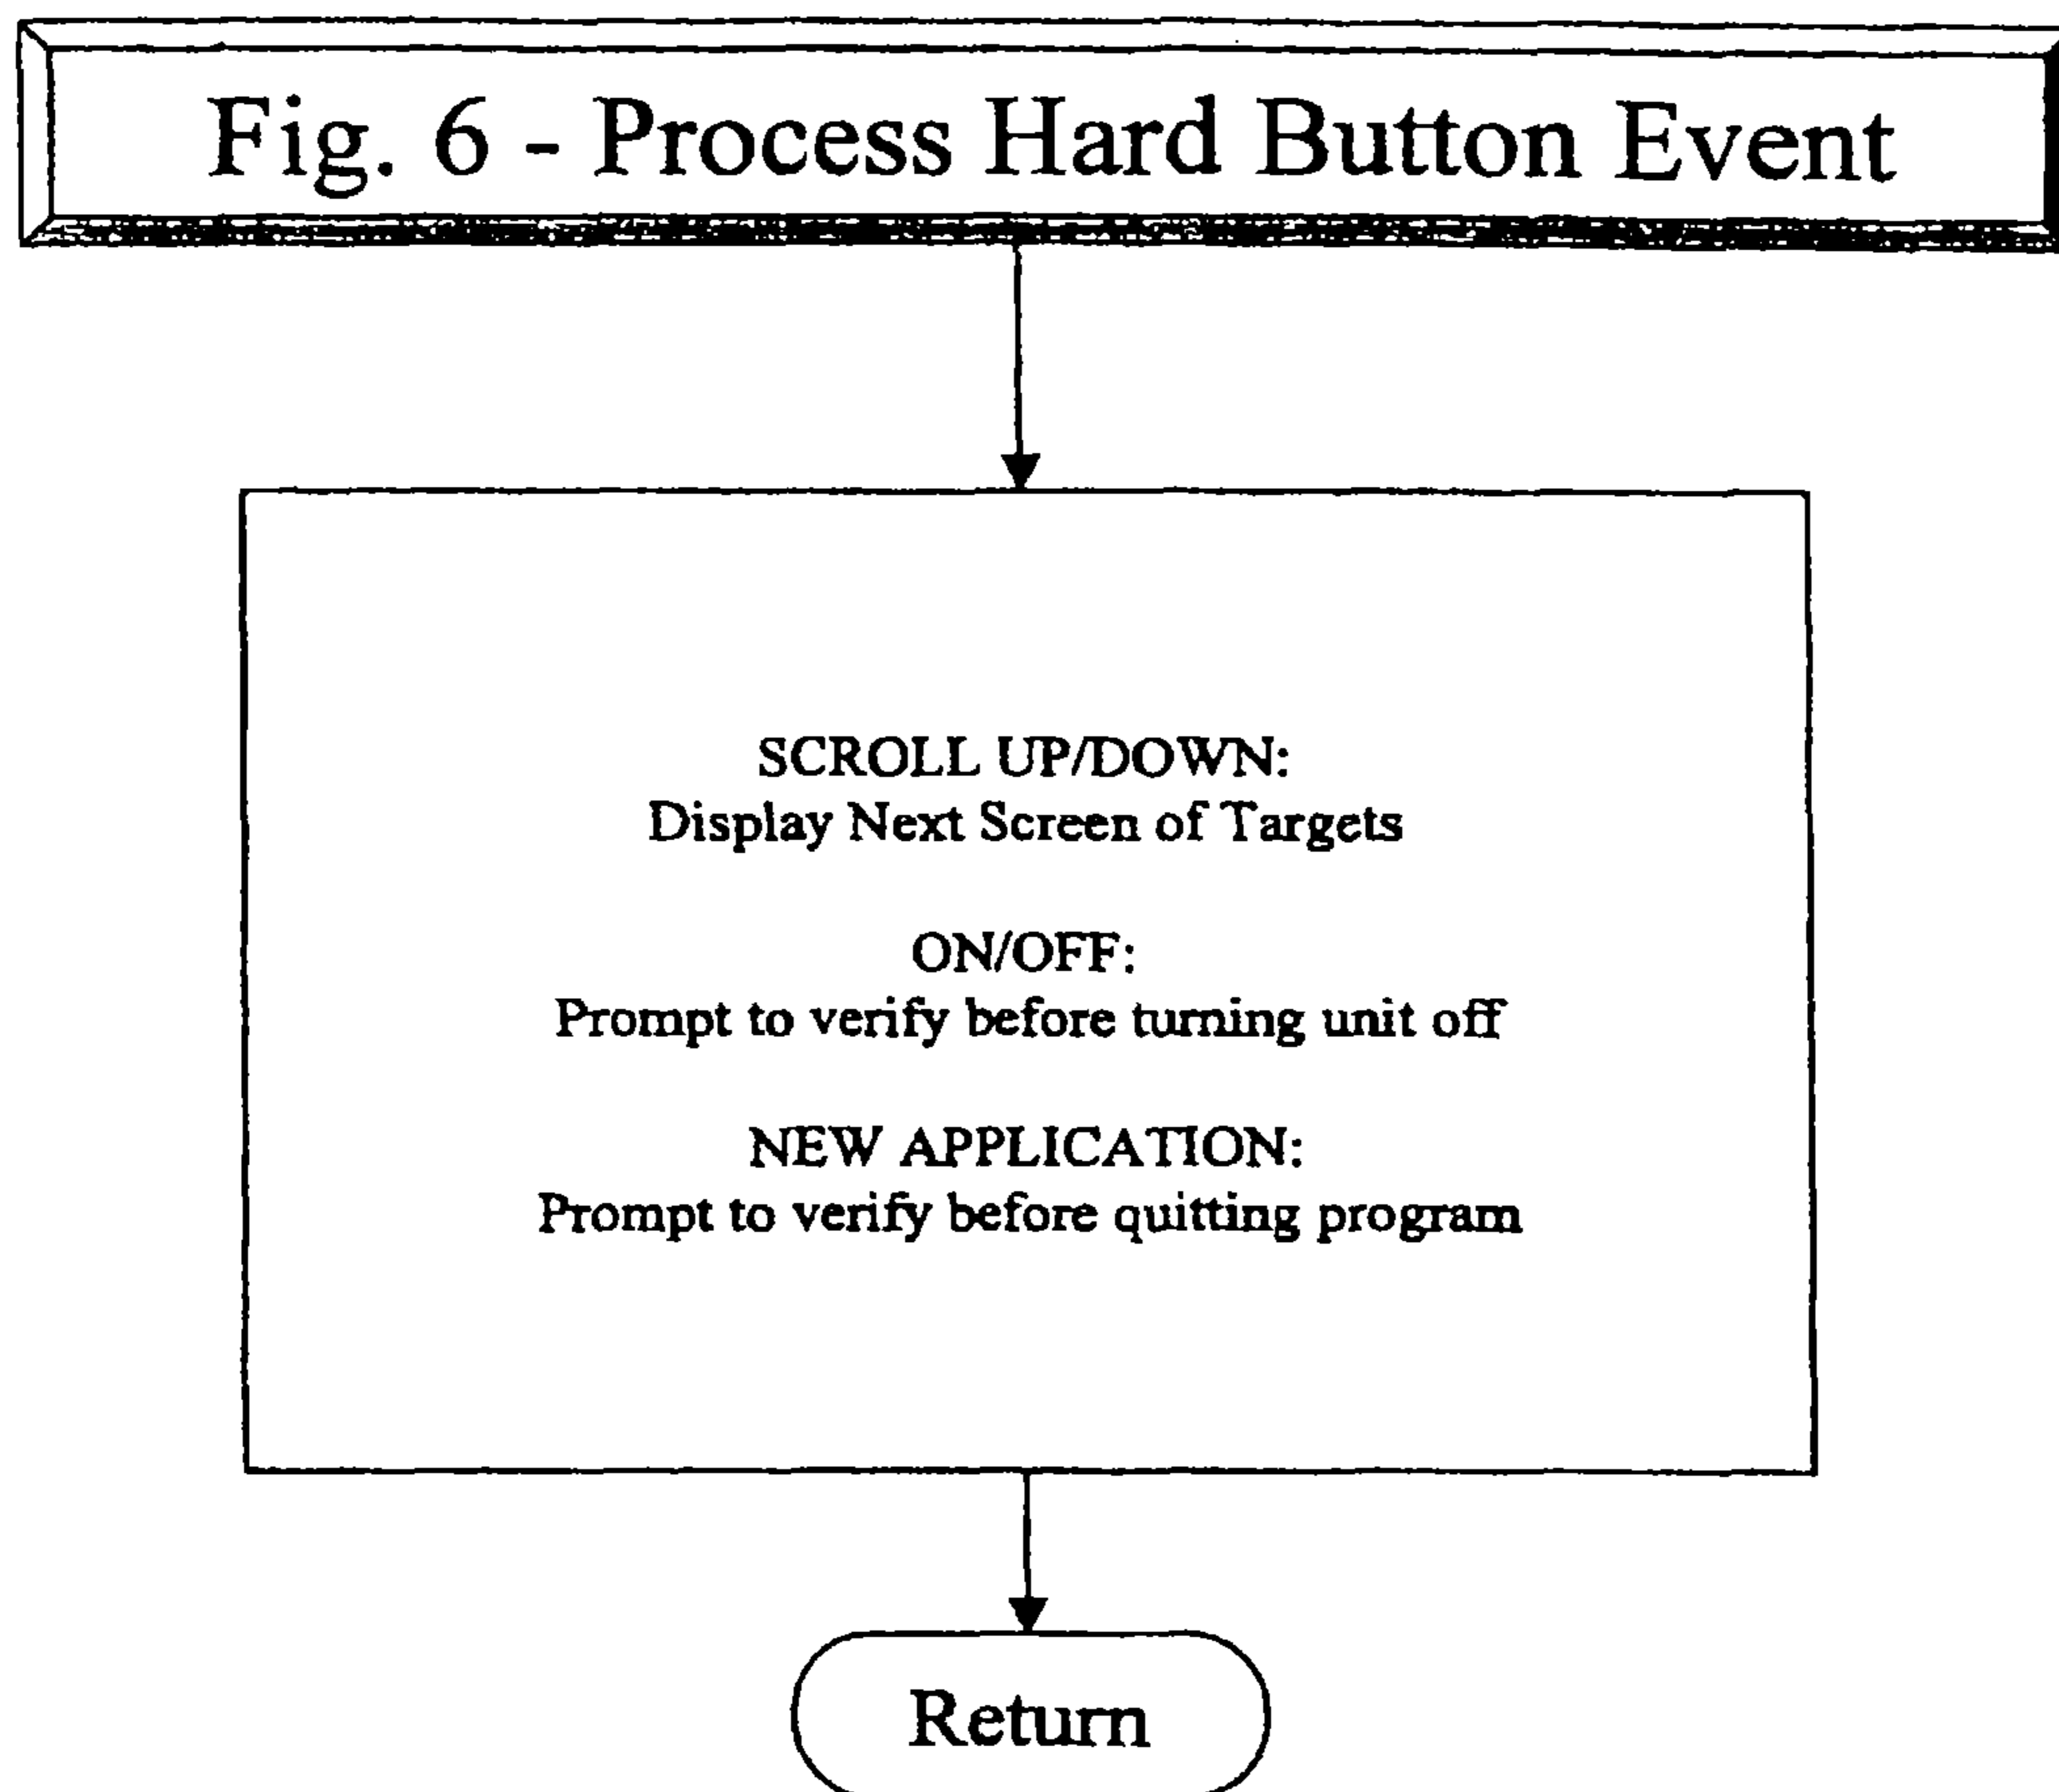 Fig. 6 - Process Hard Button Event
SCROLL UP/DOWN:
Display Next Screen of Targets
ON/OFF:
Prompt to verify before turning unit off
NEW APPLICATION:
Prompt to verify before quitting program
Return